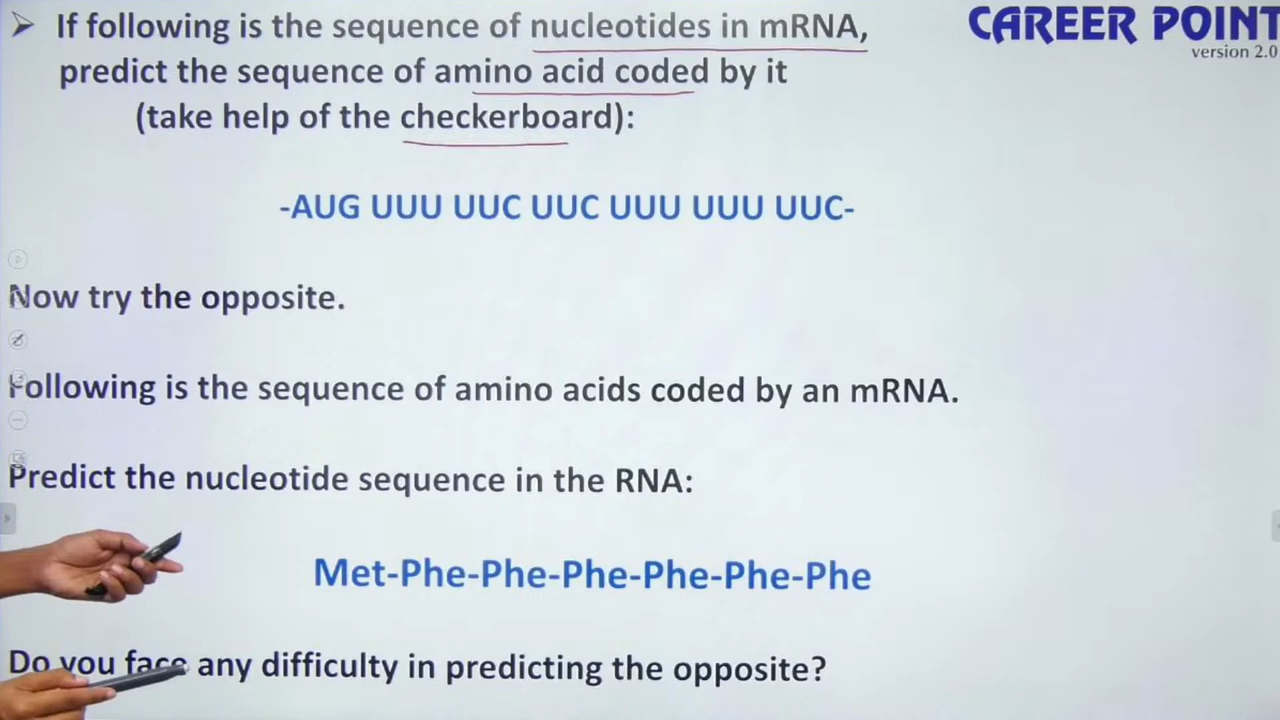 ➢ If following is the sequence of nucleotides in mRNA,
predict the sequence of amino acid coded by it
(take help of the checkerboard):
-AUG UUU UUC UUC UUU UUU UUC-
Now try the opposite.
Following is the sequence of amino acids coded by an mRNA.
Predict the nucleotide sequence in the RNA:
Met-Phe-Phe-Phe-Phe-Phe-Phe
Do you face any difficulty in predicting the opposite?
CAREER POINT
version 2.0